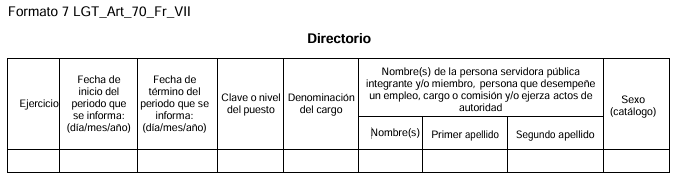 Formato 7 LGT_Art_70_Fr_VII
Directorio
Ejercicio
Fecha de
inicio del
periodo que
se informa:
(día/mes/año)
Fecha de
término del
periodo que se
informa:
(día/mes/año)
Clave o nivel
del puesto
Denominación
del cargo
Nombre(s) de la persona servidora pública
integrante y/o miembro, persona que desempeñe
un empleo, cargo o comisión y/o ejerza actos de
autoridad
Nombre(s)
Primer apellido
Segundo apellido
Sexo
(catálogo)